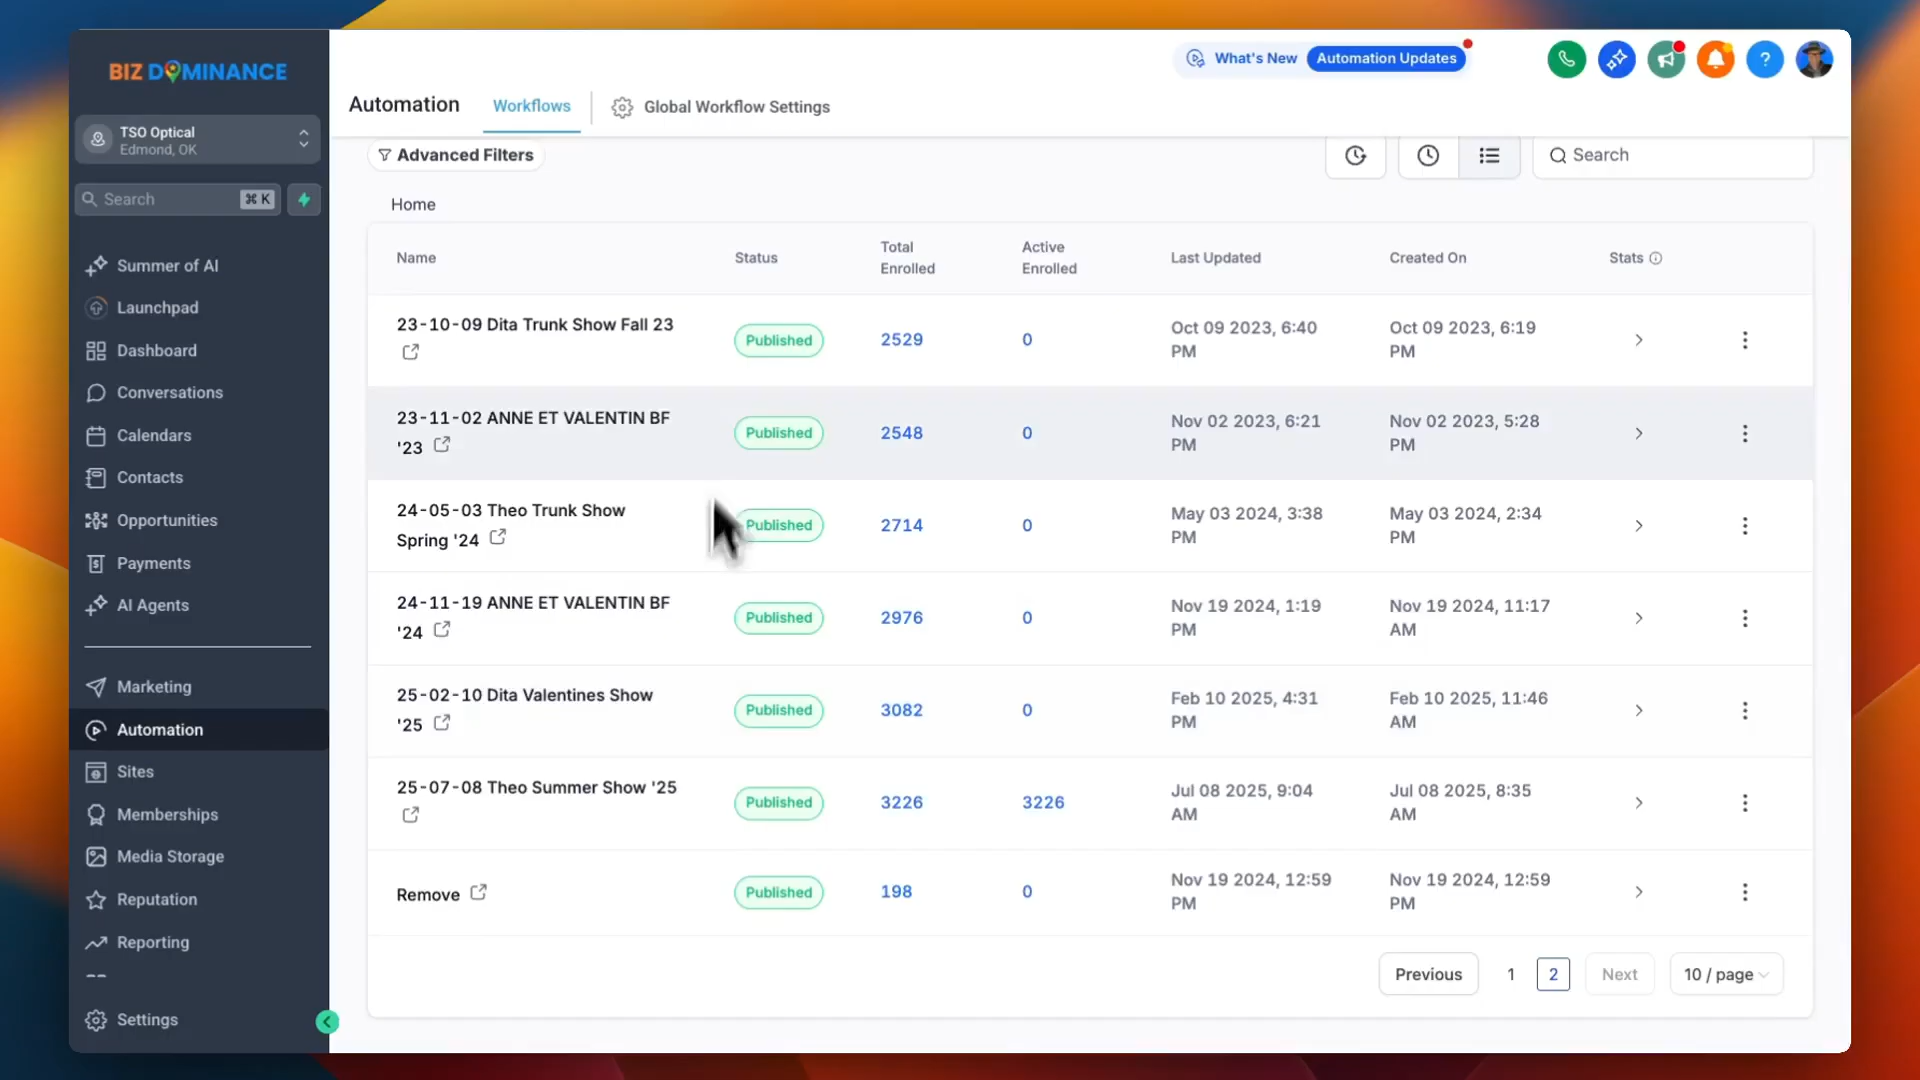 BIZ DOMINANCE
TSO Optical
Edmond, OK
Search
⌘ K
Summer of AI
Launchpad
Dashboard
Conversations
Calendars
Contacts
Opportunities
Payments
AI Agents
Marketing
Automation
Sites
Memberships
Media Storage
Reputation
Reporting
Settings
What's New
Automation Updates
?
Automation
Workflows
Global Workflow Settings
Advanced Filters
Search
Home
Name
Status
Total
Enrolled
Active
Enrolled
Last Updated
Created On
Stats
23-10-09 Dita Trunk Show Fall 23
Published
2529
0
Oct 09 2023, 6:40
PM
Oct 09 2023, 6:19
PM
23-11-02 ANNE ET VALENTIN BF
'23
Published
2548
0
Nov 02 2023, 6:21
PM
Nov 02 2023, 5:28
PM
24-05-03 Theo Trunk Show
Spring '24
Published
2714
0
May 03 2024, 3:38
PM
May 03 2024, 2:34
PM
24-11-19 ANNE ET VALENTIN BF
'24
Published
2976
0
Nov 19 2024, 1:19
PM
Nov 19 2024, 11:17
AM
25-02-10 Dita Valentines Show
'25
Published
3082
0
Feb 10 2025, 4:31
PM
Feb 10 2025, 11:46
AM
25-07-08 Theo Summer Show '25
Published
3226
3226
Jul 08 2025, 9:04
AM
Jul 08 2025, 8:35
AM
Remove
Published
198
0
Nov 19 2024, 12:59
PM
Nov 19 2024, 12:59
PM
Previous
1
2
Next
10 / page